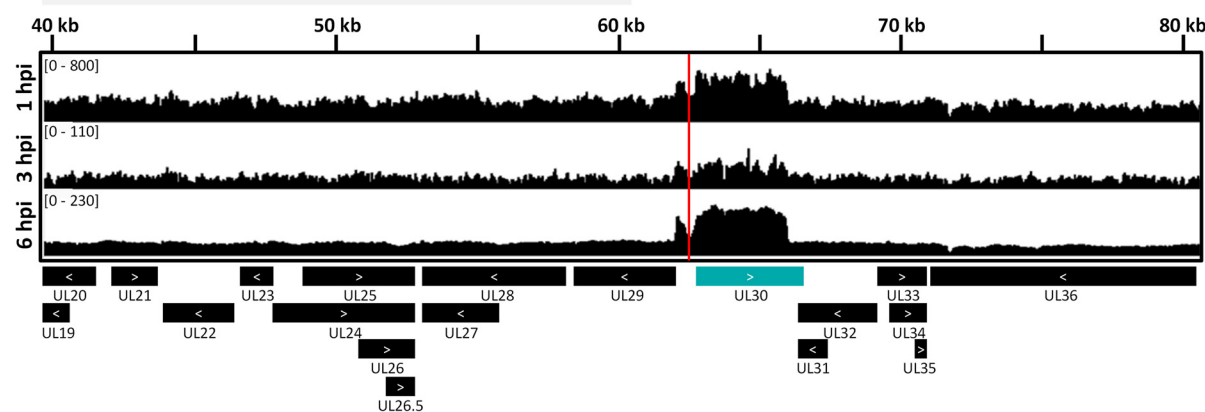 40 kb 50 kb 60 kb 70 kb 80 kb
1 hpi [0 - 800]
3 hpi [0 - 110]
6 hpi [0 - 230]
< > < > < < > < >
UL20 UL21 UL23 UL25 UL28 UL29 UL30 UL33 UL36
< < > < < >
UL19 UL22 UL24 UL27 UL32 UL34
> < >
UL26 UL31 UL35
>
UL26.5